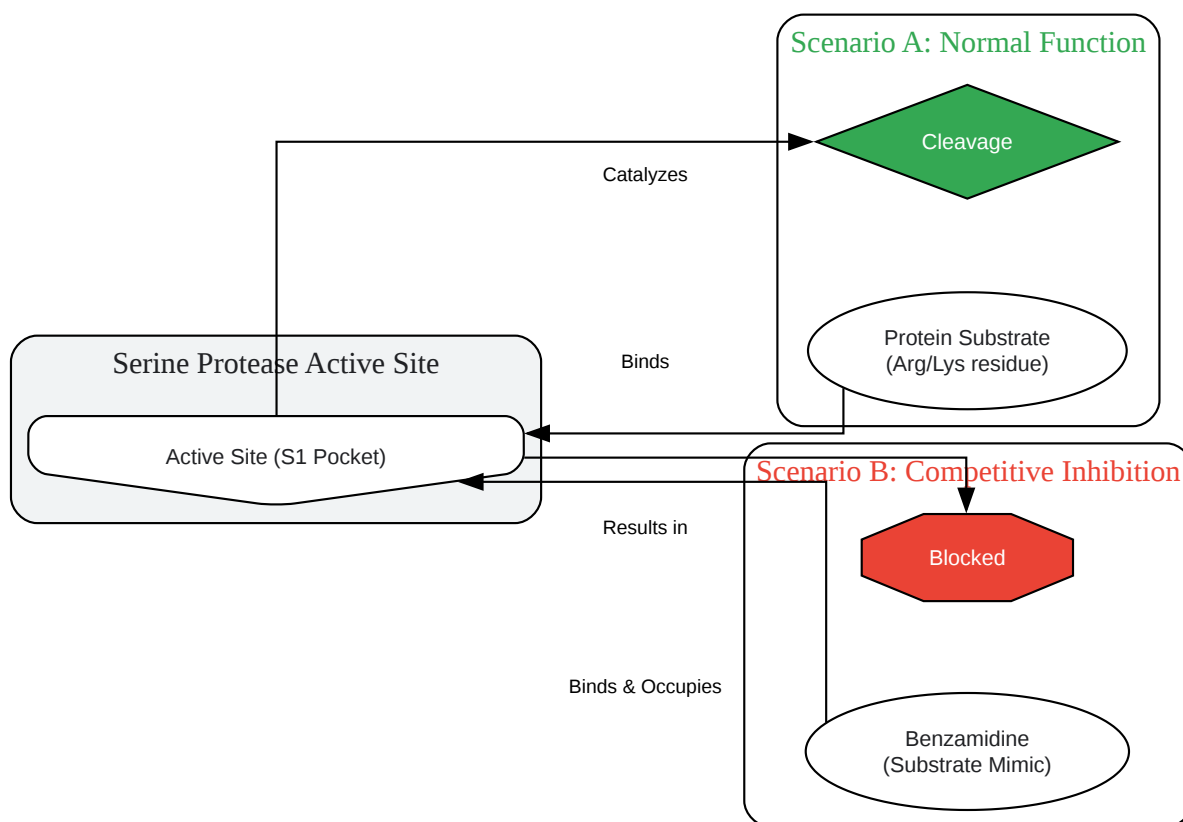 Scenario A: Normal Function
Cleavage
Catalyzes
Protein Substrate
(Arg/Lys residue)
Binds
Serine Protease Active Site
Active Site (S1 Pocket)
Scenario B: Competitive Inhibition
Results in
Blocked
Binds & Occupies
Benzamidine
(Substrate Mimic)